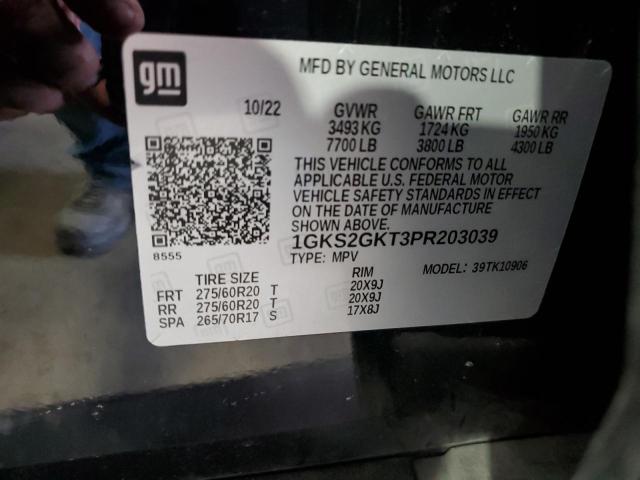 gm
MFD BY GENERAL MOTORS LLC
10/22 GVWR GAWR FRT GAWR RR
3493 KG 1724 KG 1950 KG
7700 LB 3800 LB 4300 LB
THIS VEHICLE CONFORMS TO ALL
APPLICABLE U.S. FEDERAL MOTOR
VEHICLE SAFETY STANDARDS IN EFFECT
ON THE DATE OF MANUFACTURE
SHOWN ABOVE.
1GKS2GKT3PR203039
8555
TYPE: MPV MODEL: 39TK10906
TIRE SIZE RIM
FRT 275/60R20 T 20X9J
RR 275/60R20 T 20X9J
SPA 265/70R17 S 17X8J